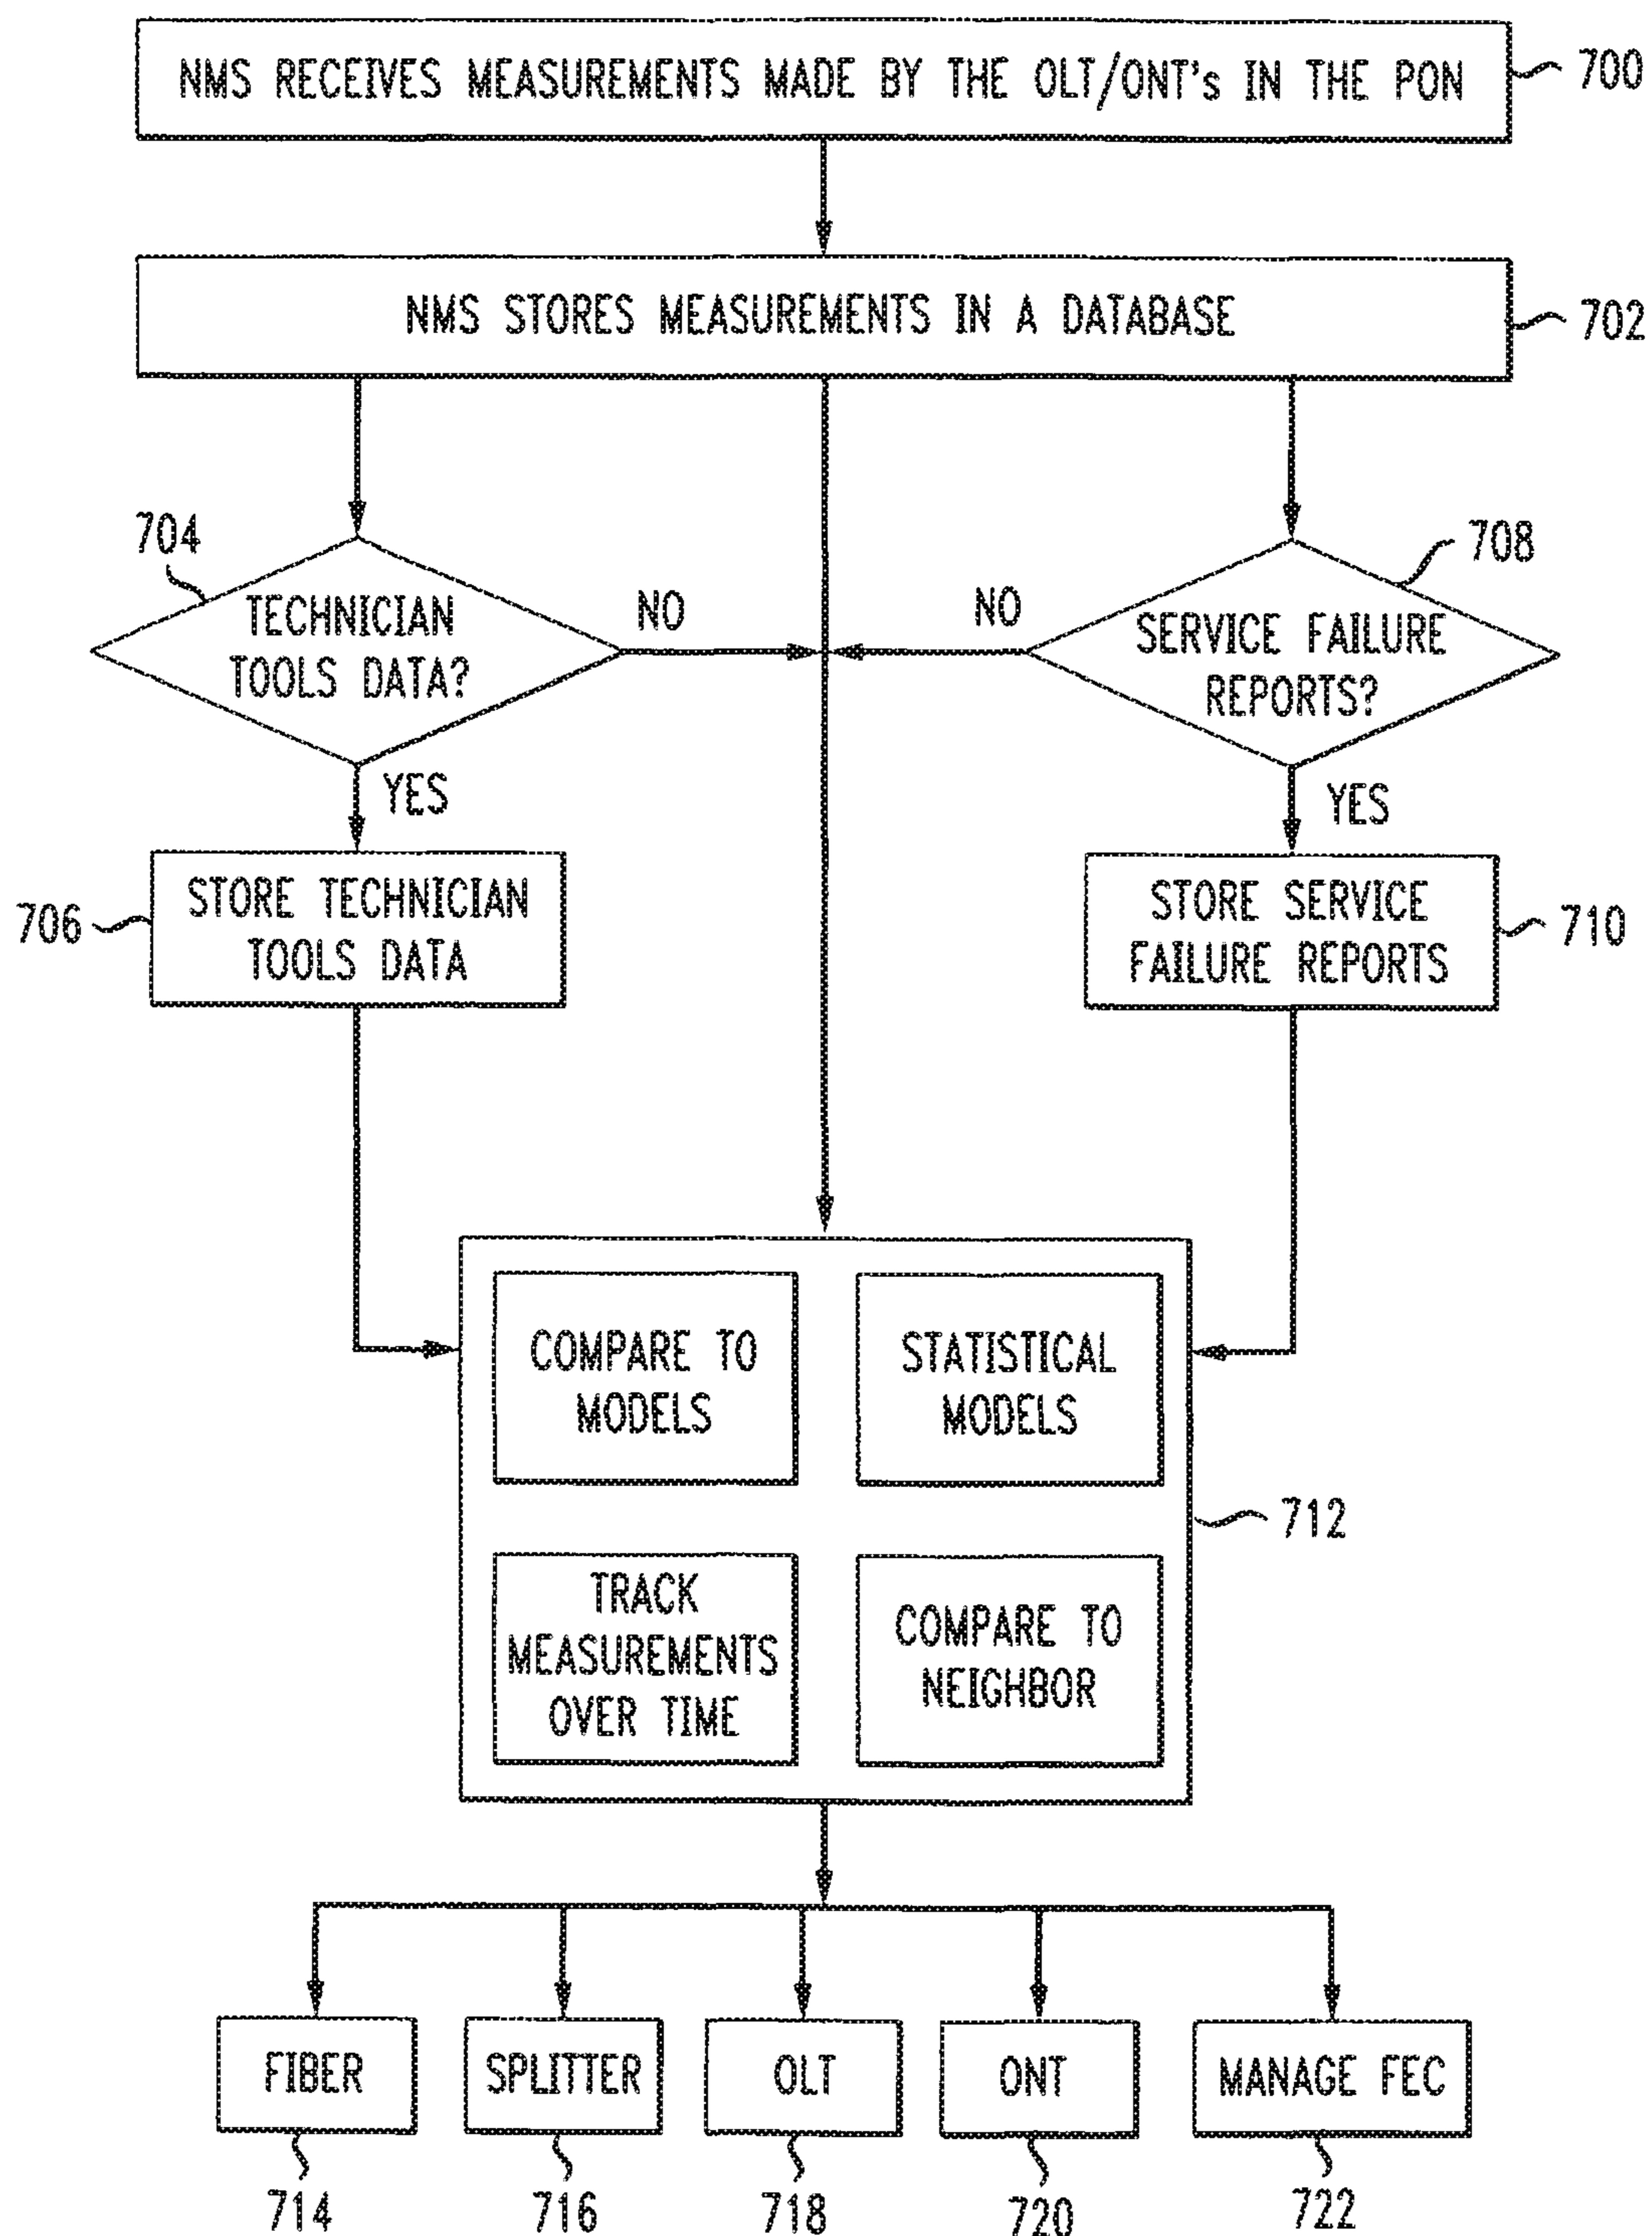 NMS RECEIVES MEASUREMENTS MADE BY THE OLT/ONT's IN THE PON
700
NMS STORES MEASUREMENTS IN A DATABASE
702
704
TECHNICIAN
TOOLS DATA?
NO
NO
708
SERVICE FAILURE
REPORTS?
YES
YES
706
STORE TECHNICIAN
TOOLS DATA
STORE SERVICE
FAILURE REPORTS
710
COMPARE TO
MODELS
STATISTICAL
MODELS
712
TRACK
MEASUREMENTS
OVER TIME
COMPARE TO
NEIGHBOR
FIBER
SPLITTER
OLT
ONT
MANAGE FEC
714
716
718
720
722